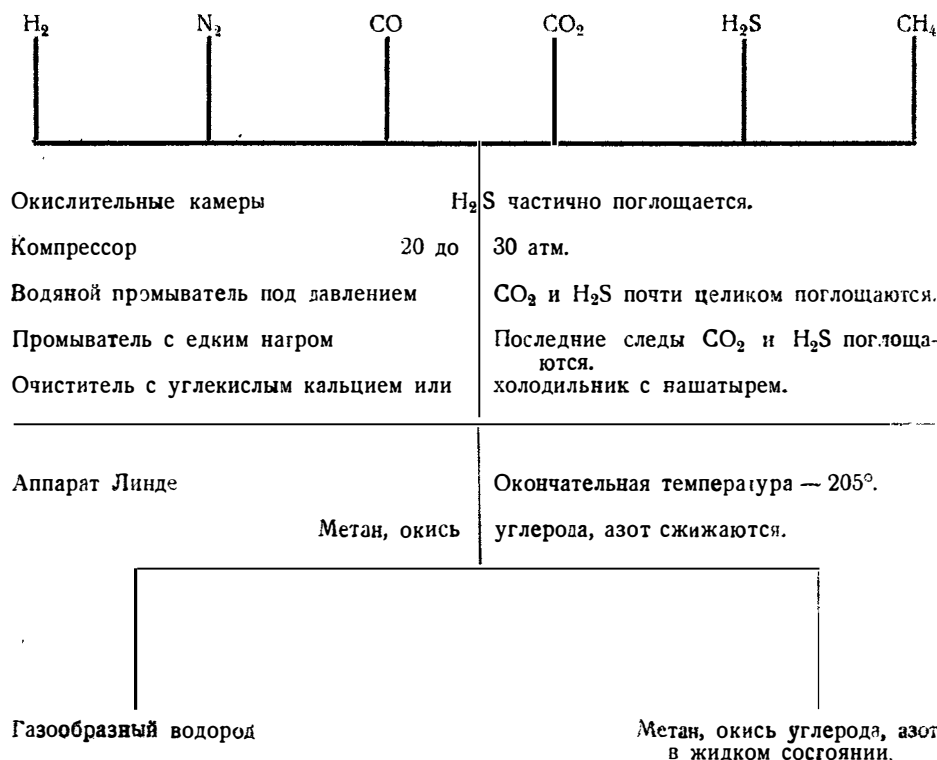 H₂ N₂ CO CO₂ H₂S CH₄
Окислительные камеры H₂S частично поглощается.
Компрессор 20 до 30 атм.
Водяной промыватель под давлением CO₂ и H₂S почти целиком поглощаются.
Промыватель с едким натром Последние следы CO₂ и H₂S поглоща-
ются.
Очиститель с углекислым кальцием или холодильник с нашатырем.
Аппарат Линде Окончательная температура — 205°.
Метан, окись углерода, азот сжижаются.
Газообразный водород Метан, окись углерода, азот
в жидком состоянии.